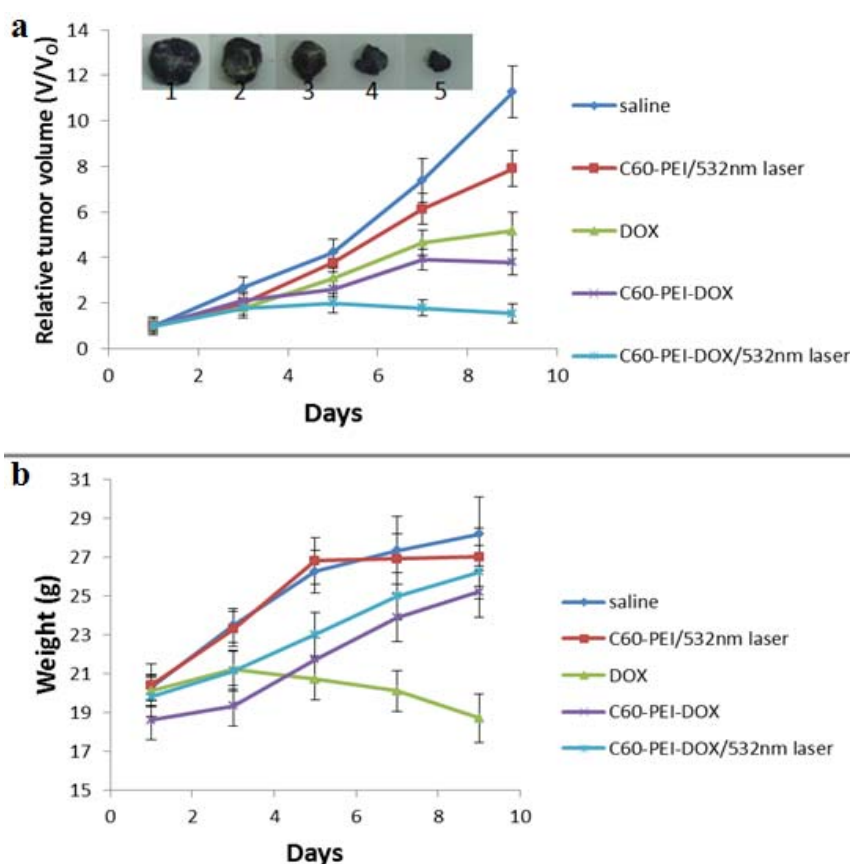 a
Relative tumor volume (V/V₀)
14
12
10
8
6
4
2
0
1 2 3 4 5
0 2 4 6 8 10
Days
saline
C60-PEI/532nm laser
DOX
C60-PEI-DOX
C60-PEI-DOX/532nm laser
b
Weight (g)
31
29
27
25
23
21
19
17
15
0 2 4 6 8 10
Days
saline
C60-PEI/532nm laser
DOX
C60-PEI-DOX
C60-PEI-DOX/532nm laser